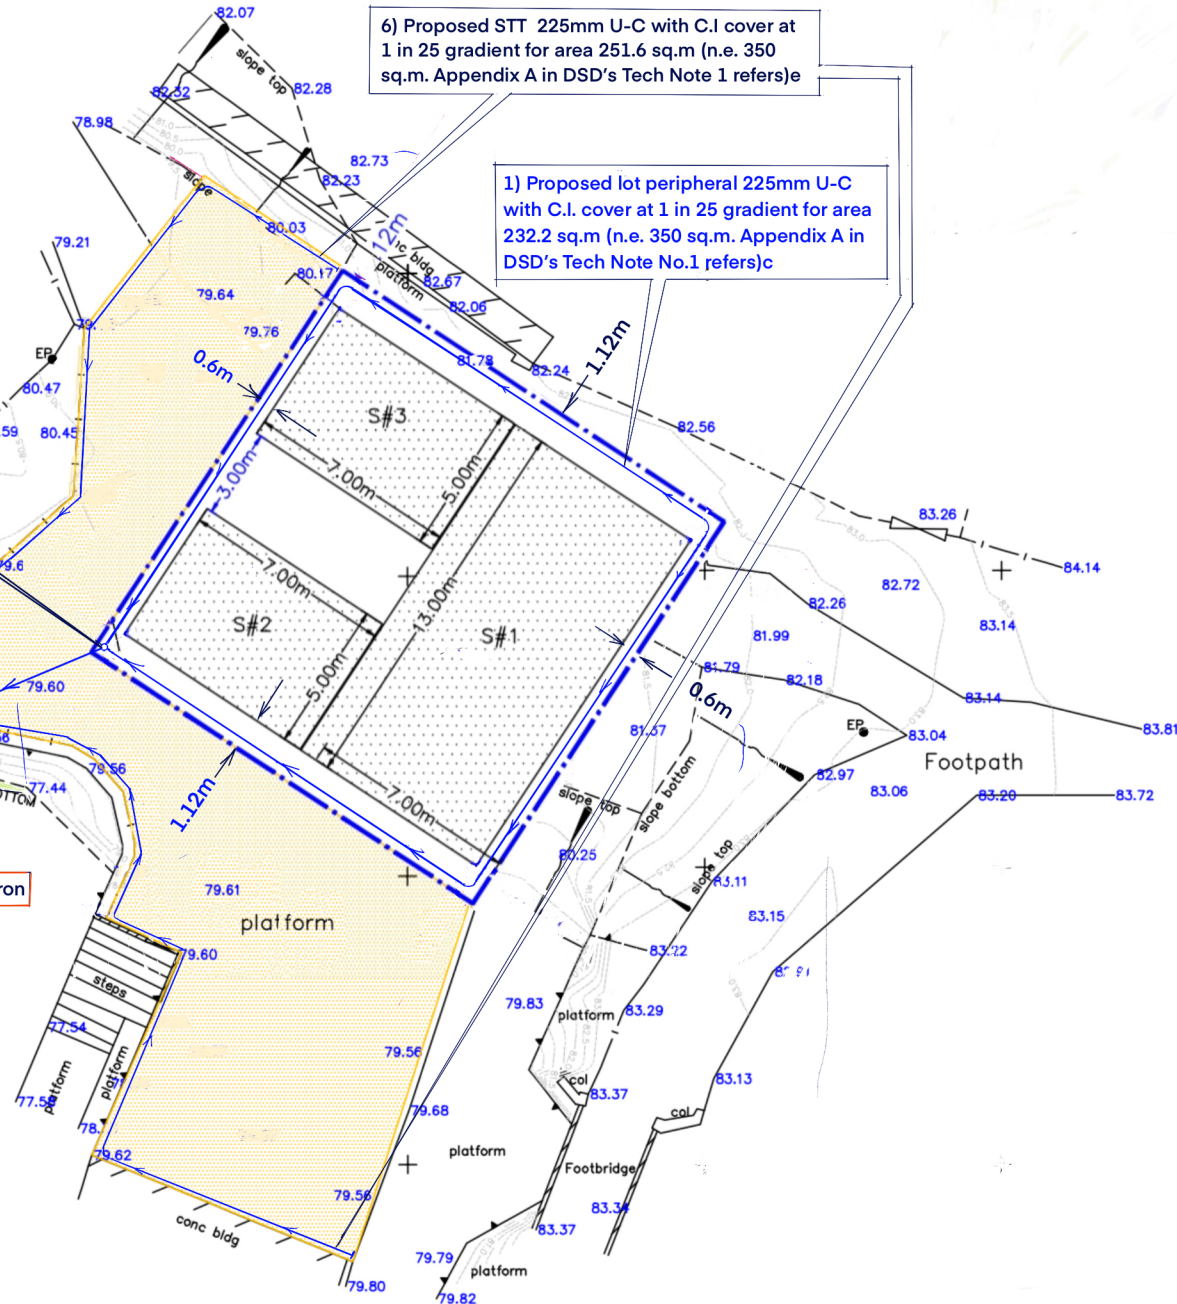 82.07
6) Proposed STT 225mm U-C with C.I cover at
1 in 25 gradient for area 251.6 sq.m (n.e. 350
sq.m. Appendix A in DSD's Tech Note 1 refers)e
slope top
82.28
82.32
81.0
80.5
80.0
78.98
82.73
82.23
slope
1) Proposed lot peripheral 225mm U-C
with C.I. cover at 1 in 25 gradient for area
232.2 sq.m (n.e. 350 sq.m. Appendix A in
DSD's Tech Note No.1 refers)c
80.03
12m
79.21
platform
80.17
82.67
79.64
82.06
79.76
EP
0.6m
81.78
82.24
1.12m
80.47
80.45
S#3
82.56
7.00m
5.00m
3.00m
83.26
83.0
84.14
7.00m
82.72
82.26
13.00m
83.14
S#2
S#1
81.99
81.79
82.18
5.00m
79.60
0.6m
83.14
81.37
EP
83.04
83.81
79.56
77.44
82.97
Footpath
83.06
83.20
83.72
1.12m
7.00m
slope top
slope bottom
80.25
slope top
83.11
79.61
83.15
platform
79.60
steps
79.83
platform
83.29
77.54
79.56
83.13
col
83.37
platform
platform
79.68
col
79.62
platform
Footbridge
79.56
conc bldg
83.37
79.79
platform
79.80
79.82